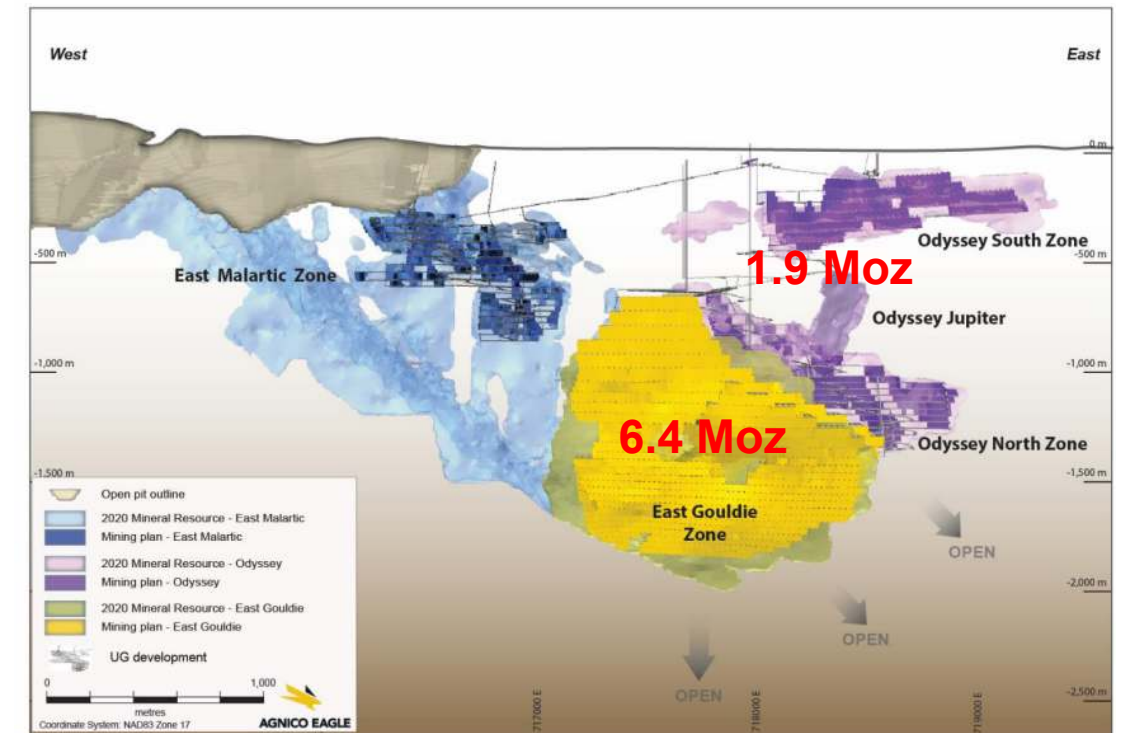 West
East
0 m
-500 m
-500 m
East Malartic Zone
Odyssey South Zone
1.9 Moz
Odyssey Jupiter
-1,000 m
-1,000 m
6.4 Moz
Odyssey North Zone
-1,500 m
-1,500 m
East Gouldie
Zone
OPEN
-2,000 m
OPEN
OPEN
-2,500 m
717000 E
718000 E
719000 E
Open pit outline
2020 Mineral Resource - East Malartic
Mining plan - East Malartic
2020 Mineral Resource - Odyssey
Mining plan - Odyssey
2020 Mineral Resource - East Gouldie
Mining plan - East Gouldie
UG development
0 1,000
metres
Coordinate System: NAD83 Zone 17
AGNICO EAGLE